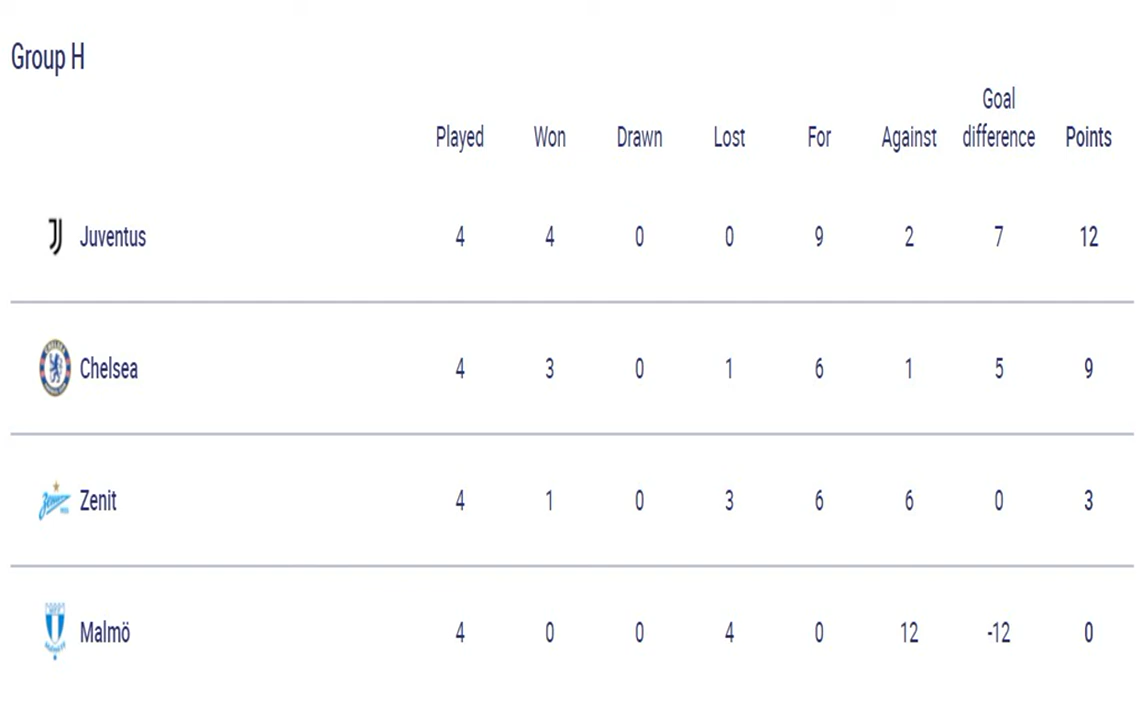 Group H
Played Won Drawn Lost For Against Goal difference Points
Juventus 4 4 0 0 9 2 7 12
Chelsea 4 3 0 1 6 1 5 9
Zenit 4 1 0 3 6 6 0 3
Malmö 4 0 0 4 0 12 -12 0